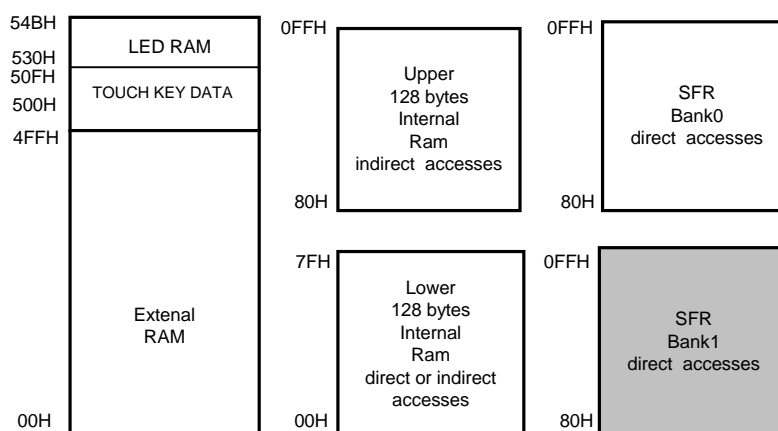 54BH
LED RAM
530H
50FH
TOUCH KEY DATA
500H
4FFH
Extenal
RAM
00H
0FFH
Upper
128 bytes
Internal
Ram
indirect accesses
80H
7FH
Lower
128 bytes
Internal
Ram
direct or indirect
accesses
00H
0FFH
SFR
Bank0
direct accesses
80H
0FFH
SFR
Bank1
direct accesses
80H